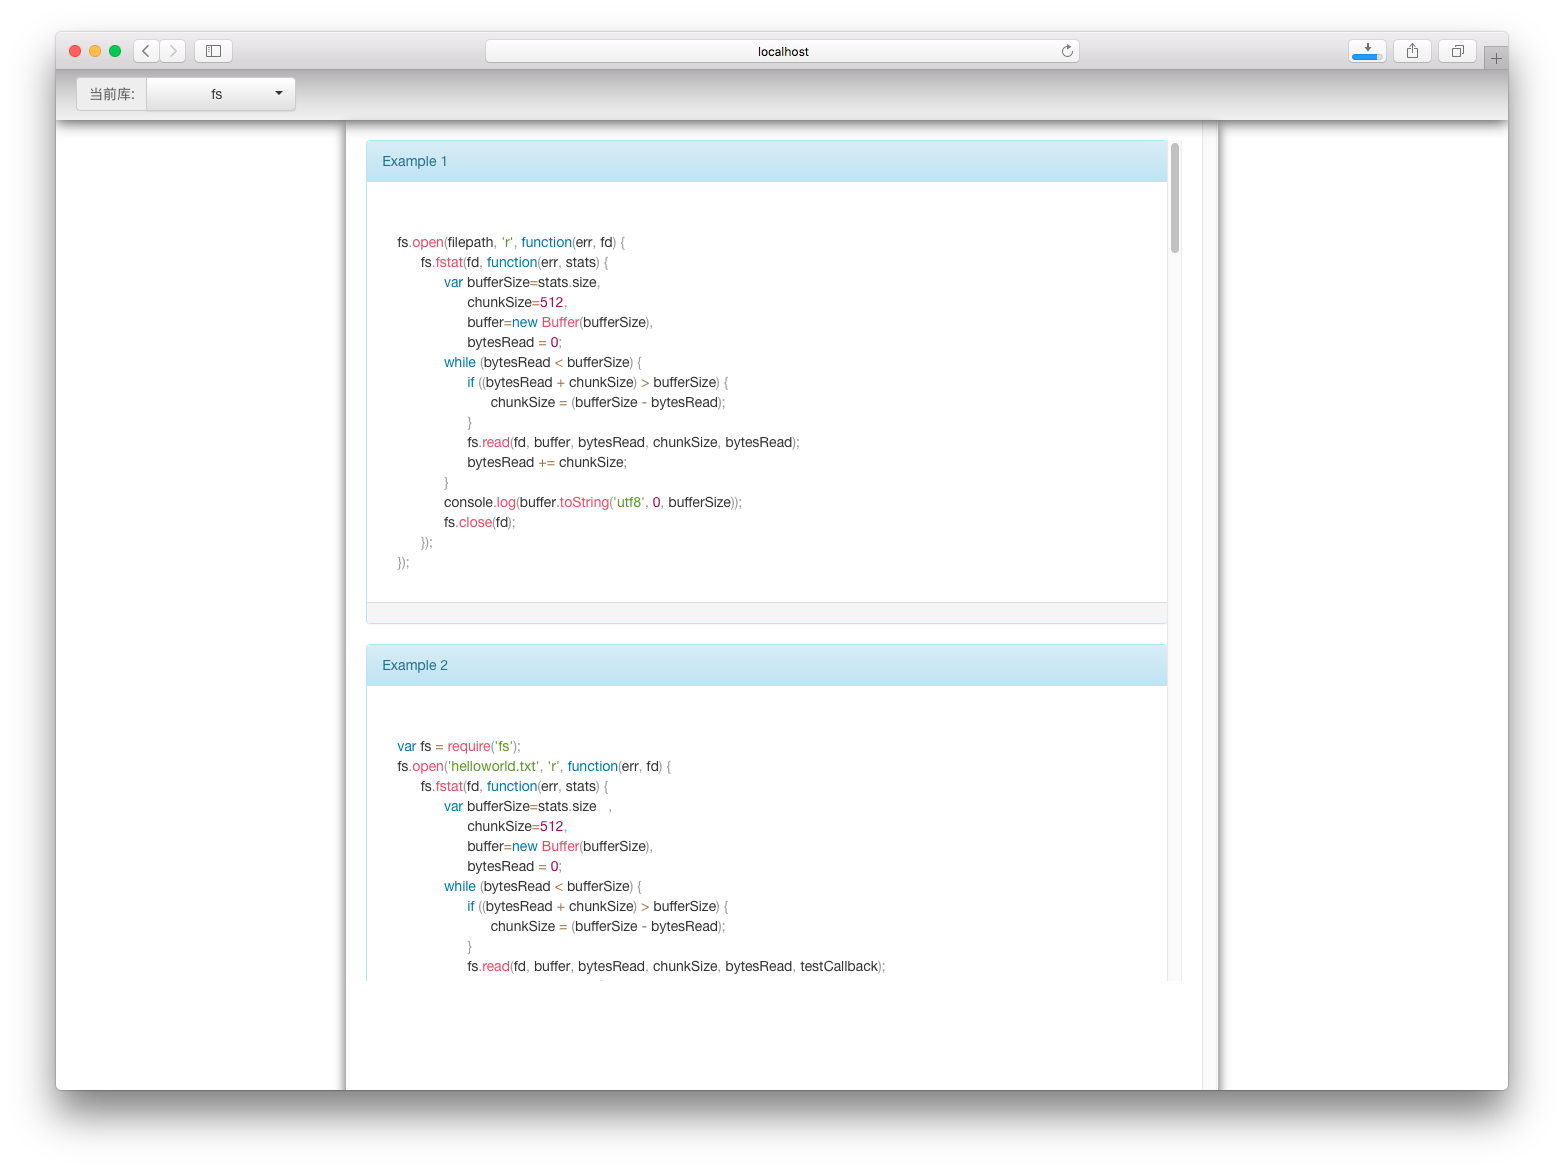 localhost
当前库: fs
Example 1
fs.open(filepath, 'r', function(err, fd) {
fs.fstat(fd, function(err, stats) {
var bufferSize=stats.size,
chunkSize=512,
buffer=new Buffer(bufferSize),
bytesRead = 0;
while (bytesRead < bufferSize) {
if ((bytesRead + chunkSize) > bufferSize) {
chunkSize = (bufferSize - bytesRead);
}
fs.read(fd, buffer, bytesRead, chunkSize, bytesRead);
bytesRead += chunkSize;
}
console.log(buffer.toString('utf8', 0, bufferSize));
fs.close(fd);
});
});
Example 2
var fs = require('fs');
fs.open('helloworld.txt', 'r', function(err, fd) {
fs.fstat(fd, function(err, stats) {
var bufferSize=stats.size   ,
chunkSize=512,
buffer=new Buffer(bufferSize),
bytesRead = 0;
while (bytesRead < bufferSize) {
if ((bytesRead + chunkSize) > bufferSize) {
chunkSize = (bufferSize - bytesRead);
}
fs.read(fd, buffer, bytesRead, chunkSize, bytesRead, testCallback);